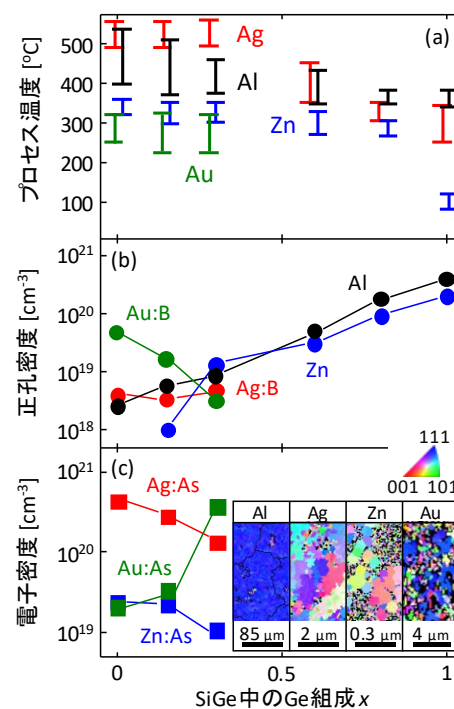 (a)
Ag
Al
Zn
Au
プロセス温度 [℃]
500
400
300
200
100
(b)
Al
Au:B
Zn
Ag:B
正孔密度 [cm⁻³]
10²¹
10²⁰
10¹⁹
10¹⁸
111
001 101
(c)
Ag:As
Au:As
Zn:As
電子密度 [cm⁻³]
10²¹
10²⁰
10¹⁹
Al Ag Zn Au
85 μm 2 μm 0.3 μm 4 μm
0 0.5 1
SiGe中のGe組成x